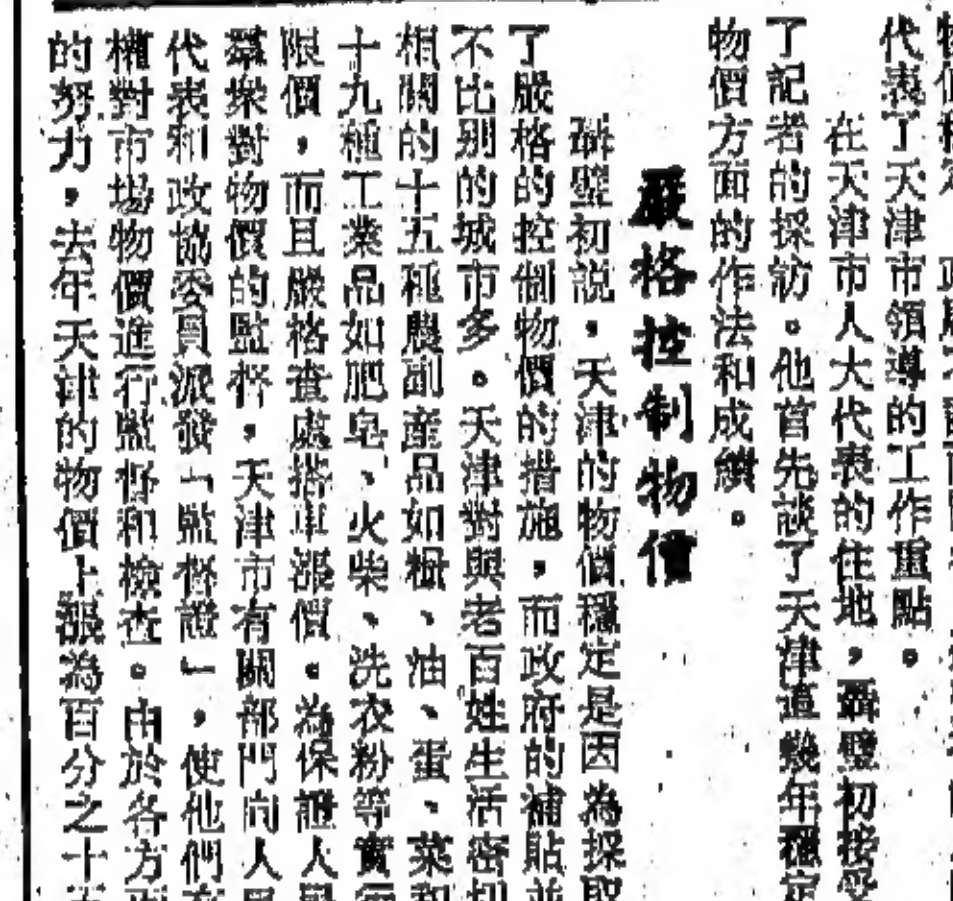 代表了天津市領導的工作重點。
在天津市人大代表的住地，聶璧初接受
了記者的採訪。他首先談了天津這幾年穩定
物價方面的作法和成績。
嚴格控制物價
聶璧初説，天津的物價穩定是因為採取
了嚴格的控制物價的措施，而政府的補貼並
不比别的城市多。天津對與老百姓生活密切
相關的十五種農副産品如糧、油、蛋、菜和
十九種工業品如肥皂、火柴、洗衣粉等實行
限價，而且嚴格查處搭車漲價。為保證人民
羣衆對物價的監督，天津市有關部門向人民
代表和政協委員派發「監督證」，使他們有
權對市場物價進行監督和檢查。由於各方面
的努力，去年天津的物價上漲為百分之十